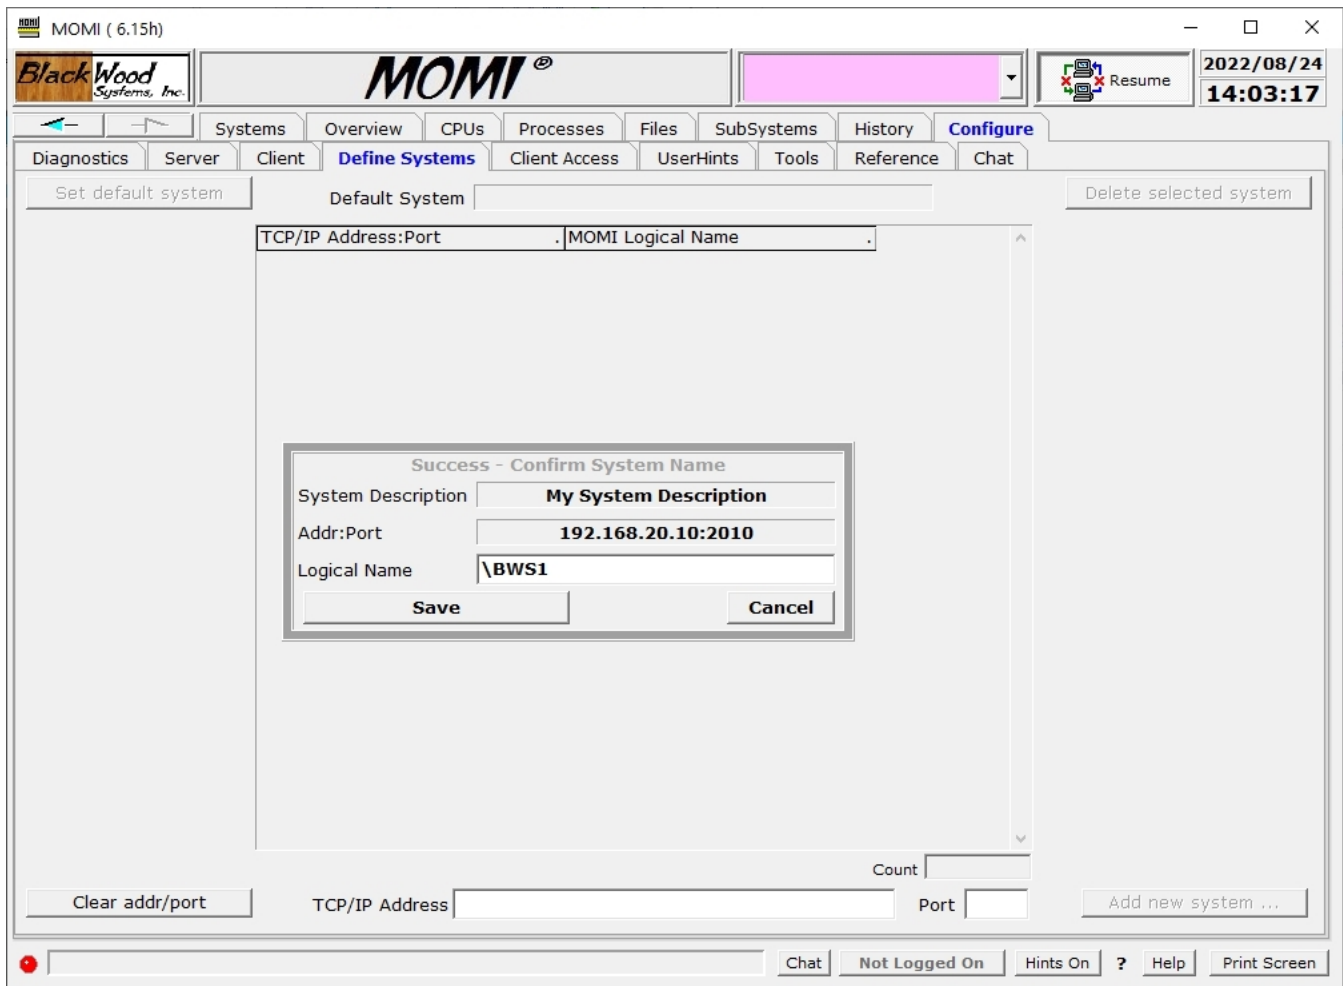 MOMI ( 6.15h)
BlackWood
Systems, Inc.
MOMI ®
Resume
2022/08/24
14:03:17
Systems Overview CPUs Processes Files SubSystems History Configure
Diagnostics Server Client Define Systems Client Access UserHints Tools Reference Chat
Set default system
Default System
Delete selected system
TCP/IP Address:Port . MOMI Logical Name .
Success - Confirm System Name
System Description My System Description
Addr:Port 192.168.20.10:2010
Logical Name \BWS1
Save Cancel
Count
Clear addr/port TCP/IP Address Port Add new system ...
Chat Not Logged On Hints On ? Help Print Screen